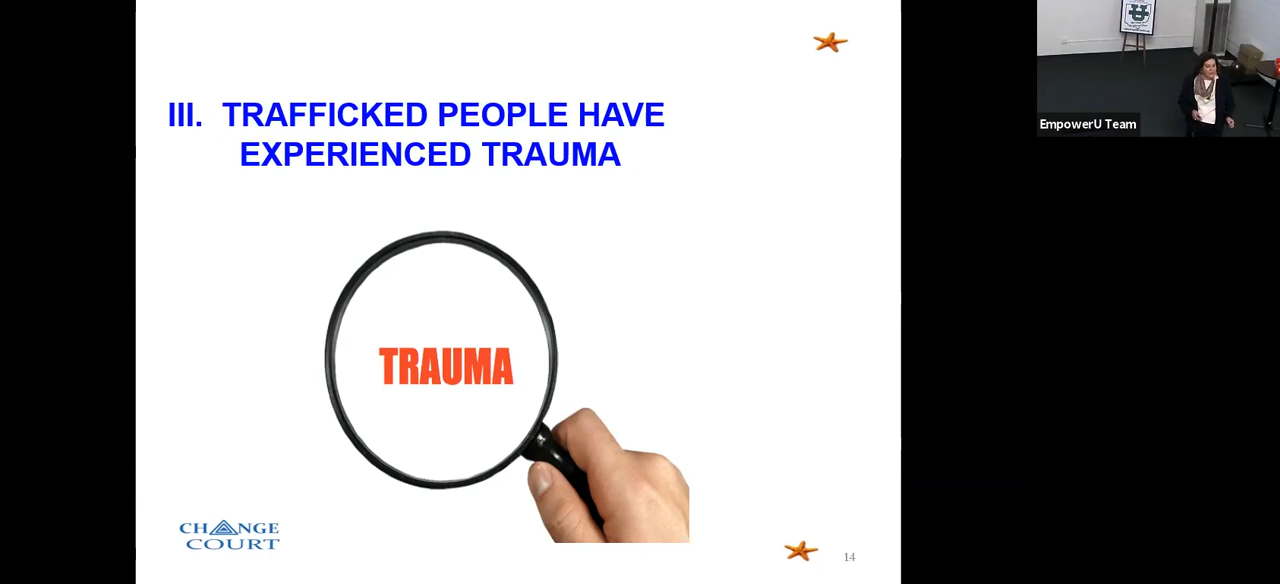 III. TRAFFICKED PEOPLE HAVE
EXPERIENCED TRAUMA
TRAUMA
CHANGE
COURT
14
EmpowerU Team